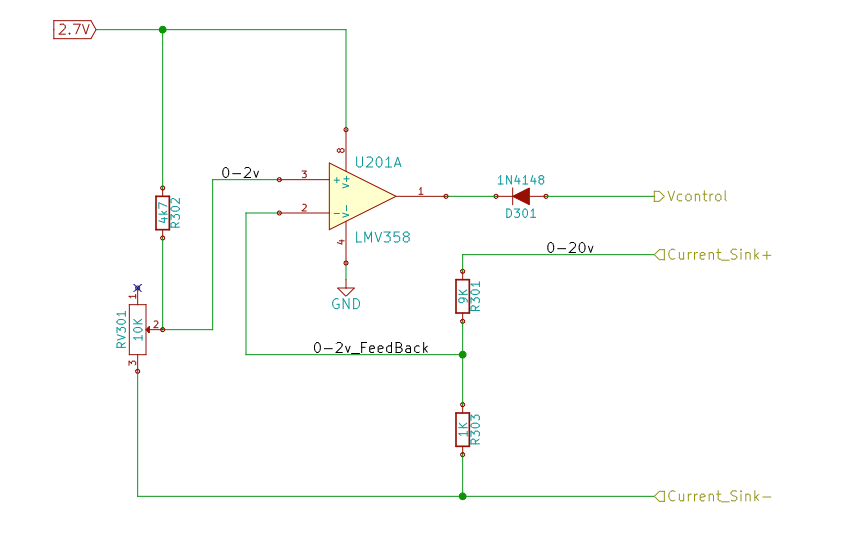 2.7V
8
U201A
0-2v
3
+
V+
1
1N4148
D301
Vcontrol
4k7
R302
2
-
V-
4
LMV358
0-20v
Current_Sink+
GND
1
RV301
10K
2
3
9K
R301
0-2v_FeedBack
1K
R303
Current_Sink-